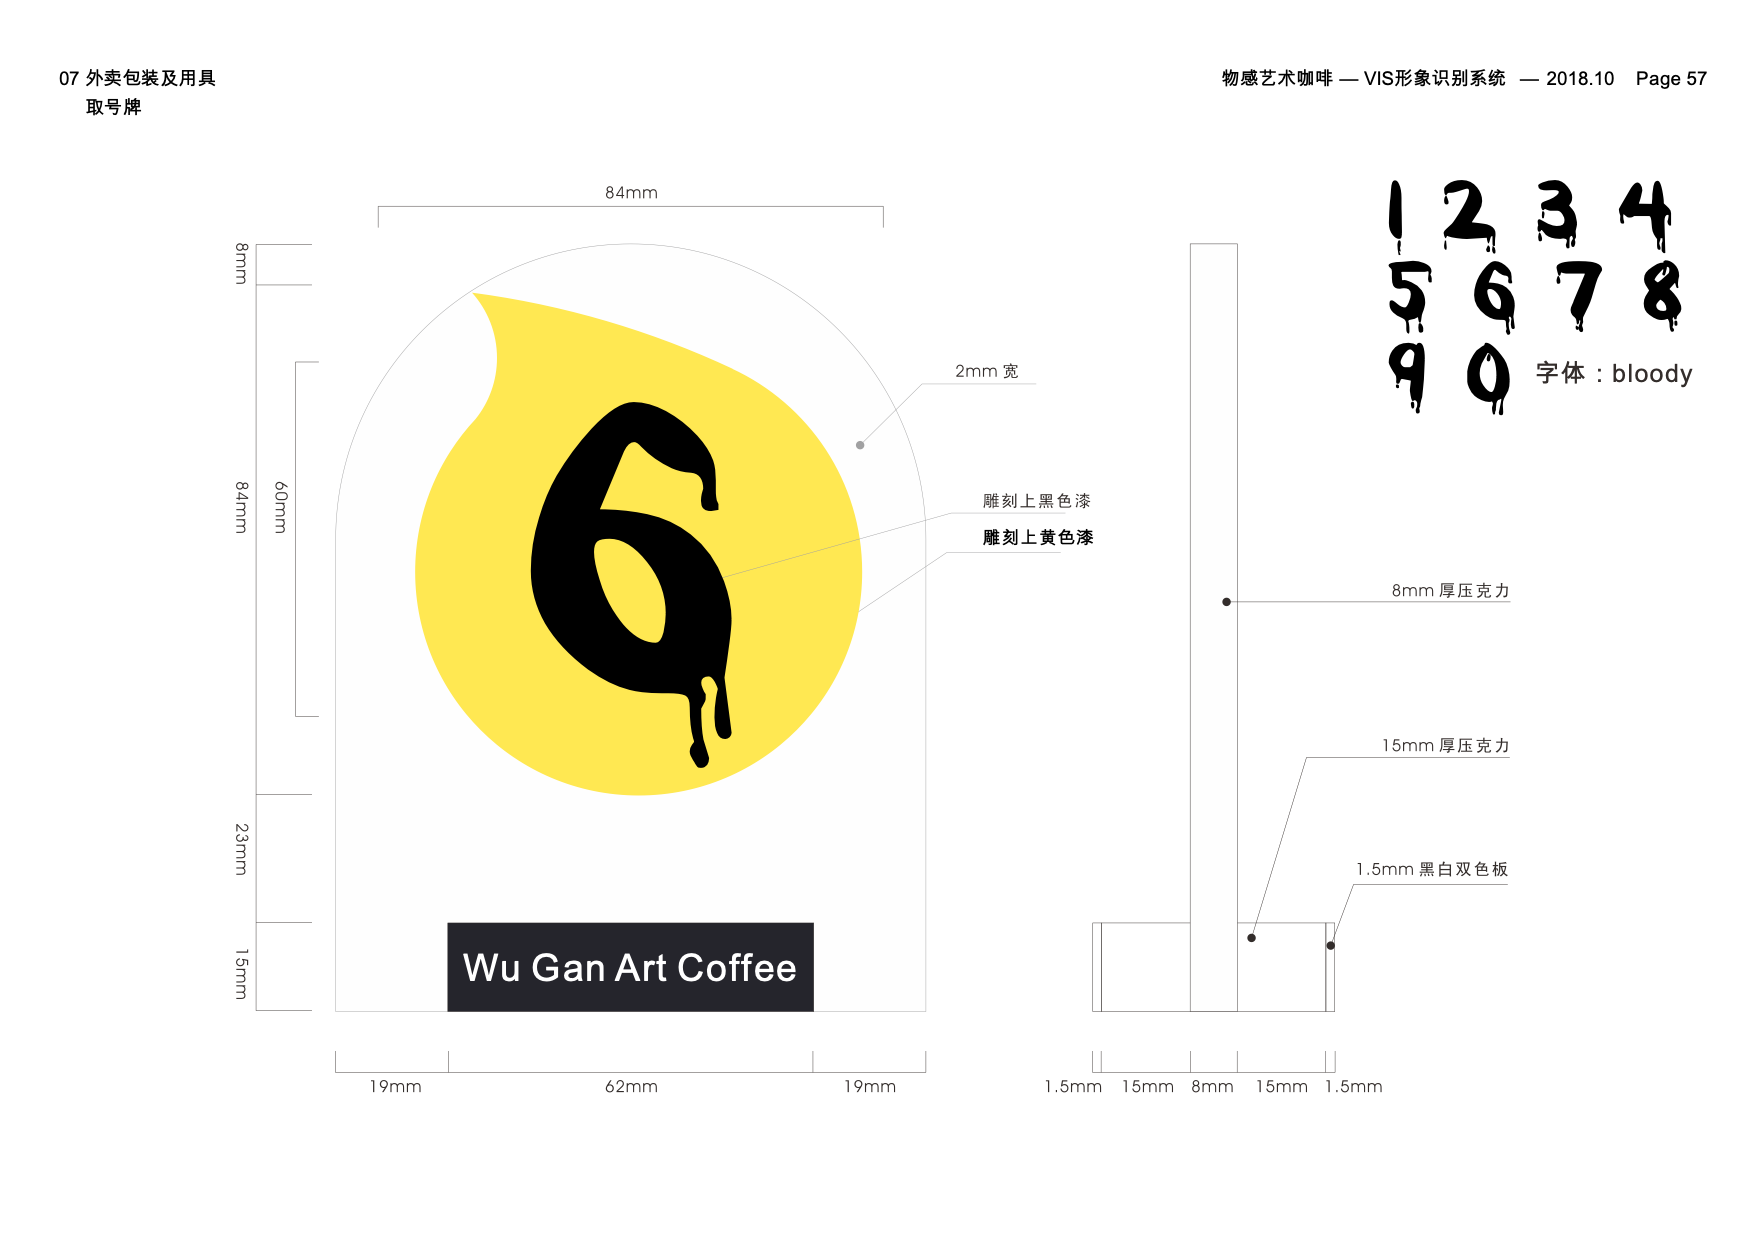 07 外卖包装及用具
取号牌
物感艺术咖啡 — VIS形象识别系统 — 2018.10 Page 57
84mm
8mm
84mm
60mm
23mm
15mm
6
2mm 宽
雕刻上黑色漆
雕刻上黄色漆
Wu Gan Art Coffee
19mm
62mm
19mm
1 2 3 4
5 6 7 8
9 0
字体：bloody
8mm 厚压克力
15mm 厚压克力
1.5mm 黑白双色板
1.5mm
15mm
8mm
15mm
1.5mm